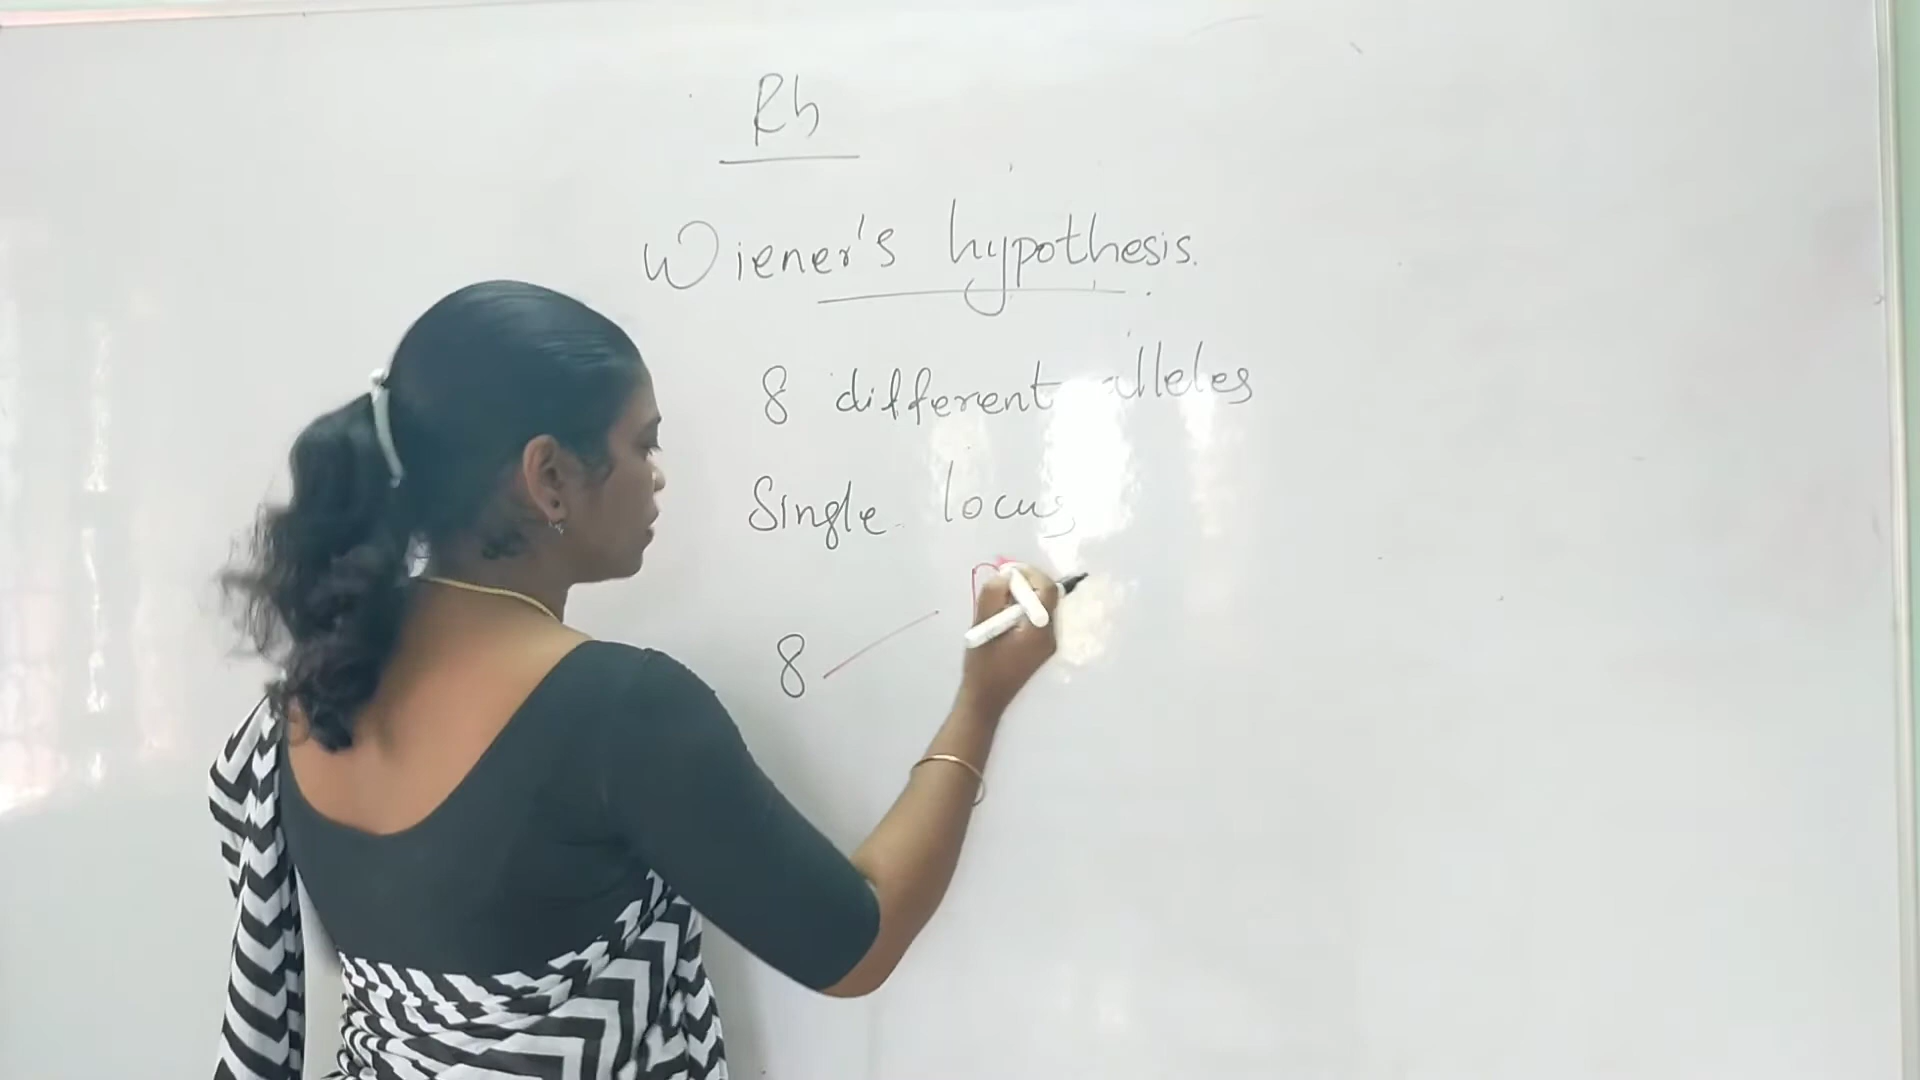 Rh
Wiener's hypothesis.
8 different alleles
Single locus
8